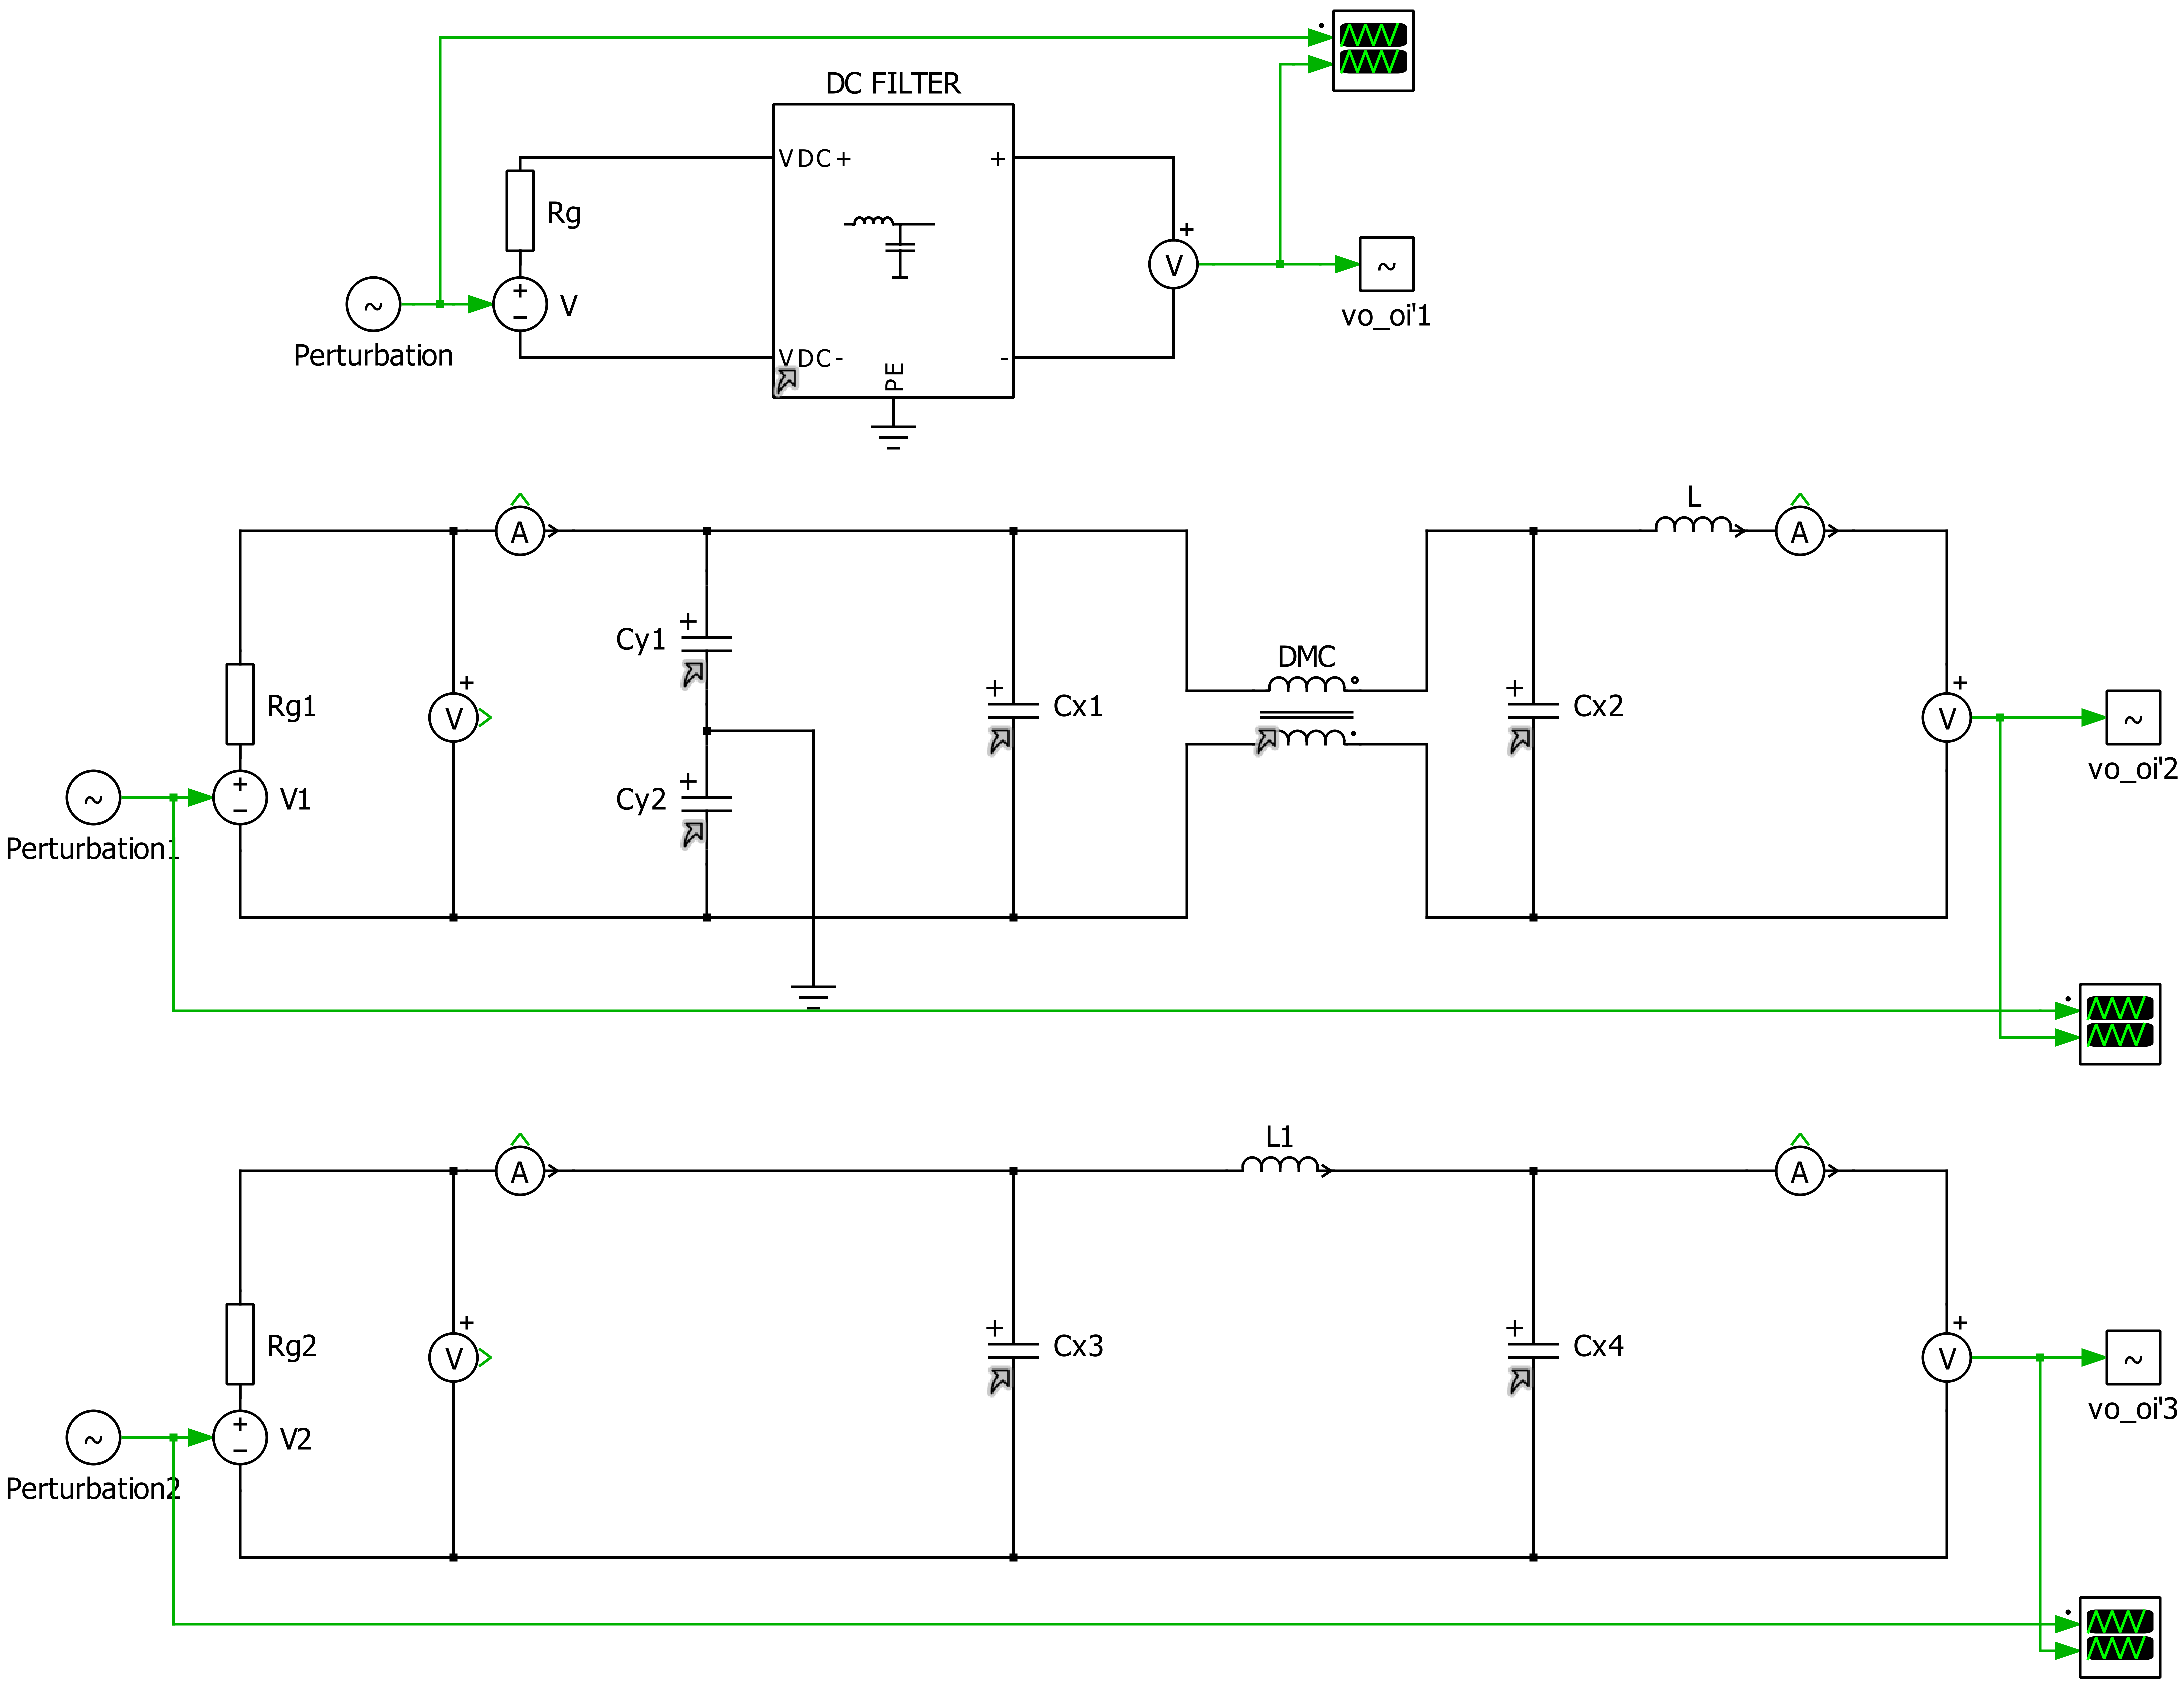 DC FILTER
VDC+
+
Rg
+
V
~
+
−
V
~
Perturbation
vo_oi'1
VDC-
-
PE
L
A
A
Cy1
+
DMC
Rg1
+
V
+
Cx1
+
Cx2
+
V
~
vo_oi'2
~
+
−
V1
Cy2
+
Perturbation1
L1
A
A
Rg2
+
V
+
Cx3
+
Cx4
+
V
~
vo_oi'3
~
+
−
V2
Perturbation2